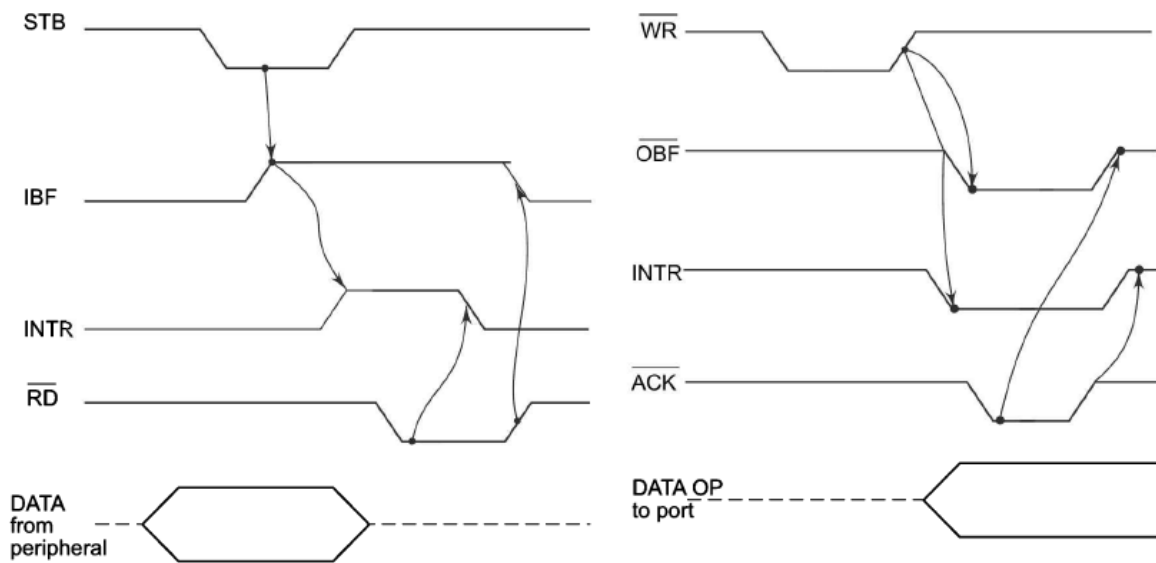 STB
IBF
INTR
RD
DATA
from
peripheral
WR
OBF
INTR
ACK
DATA OP
to port